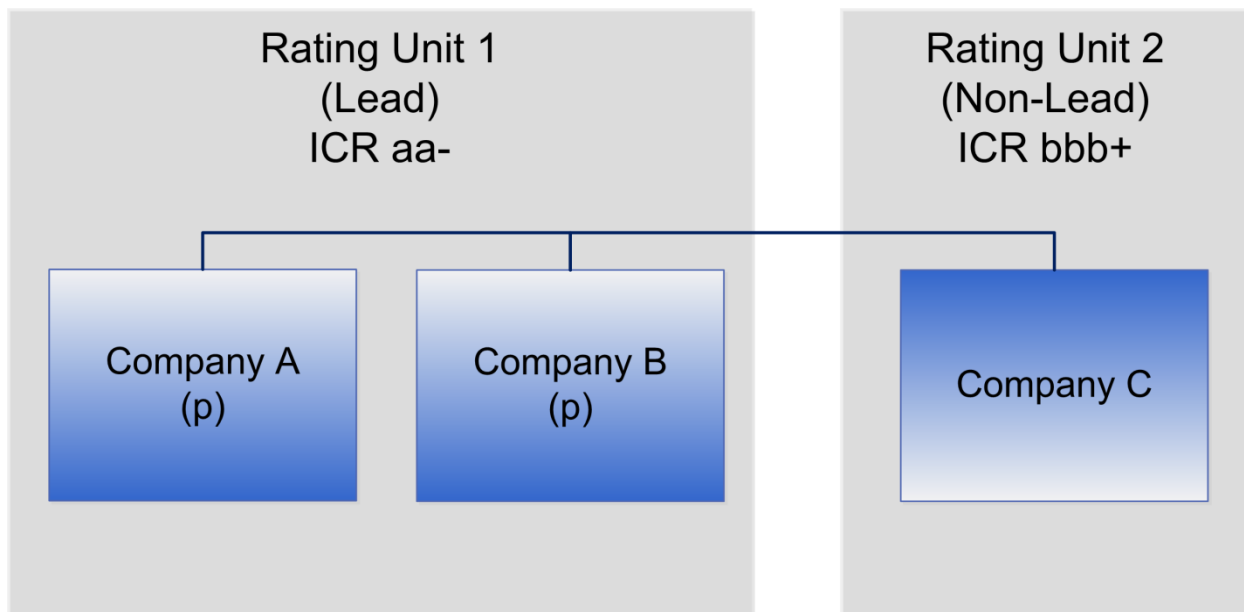 Rating Unit 1
(Lead)
ICR aa-
Rating Unit 2
(Non-Lead)
ICR bbb+
Company A
(p)
Company B
(p)
Company C